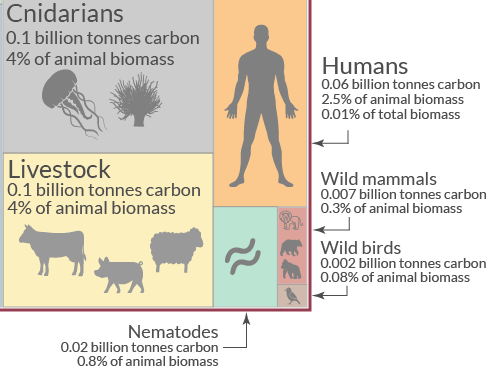 Cnidarians
0.1 billion tonnes carbon
4% of animal biomass
Livestock
0.1 billion tonnes carbon
4% of animal biomass
Humans
0.06 billion tonnes carbon
2.5% of animal biomass
0.01% of total biomass
Wild mammals
0.007 billion tonnes carbon
0.3% of animal biomass
Wild birds
0.002 billion tonnes carbon
0.08% of animal biomass
Nematodes
0.02 billion tonnes carbon
0.8% of animal biomass